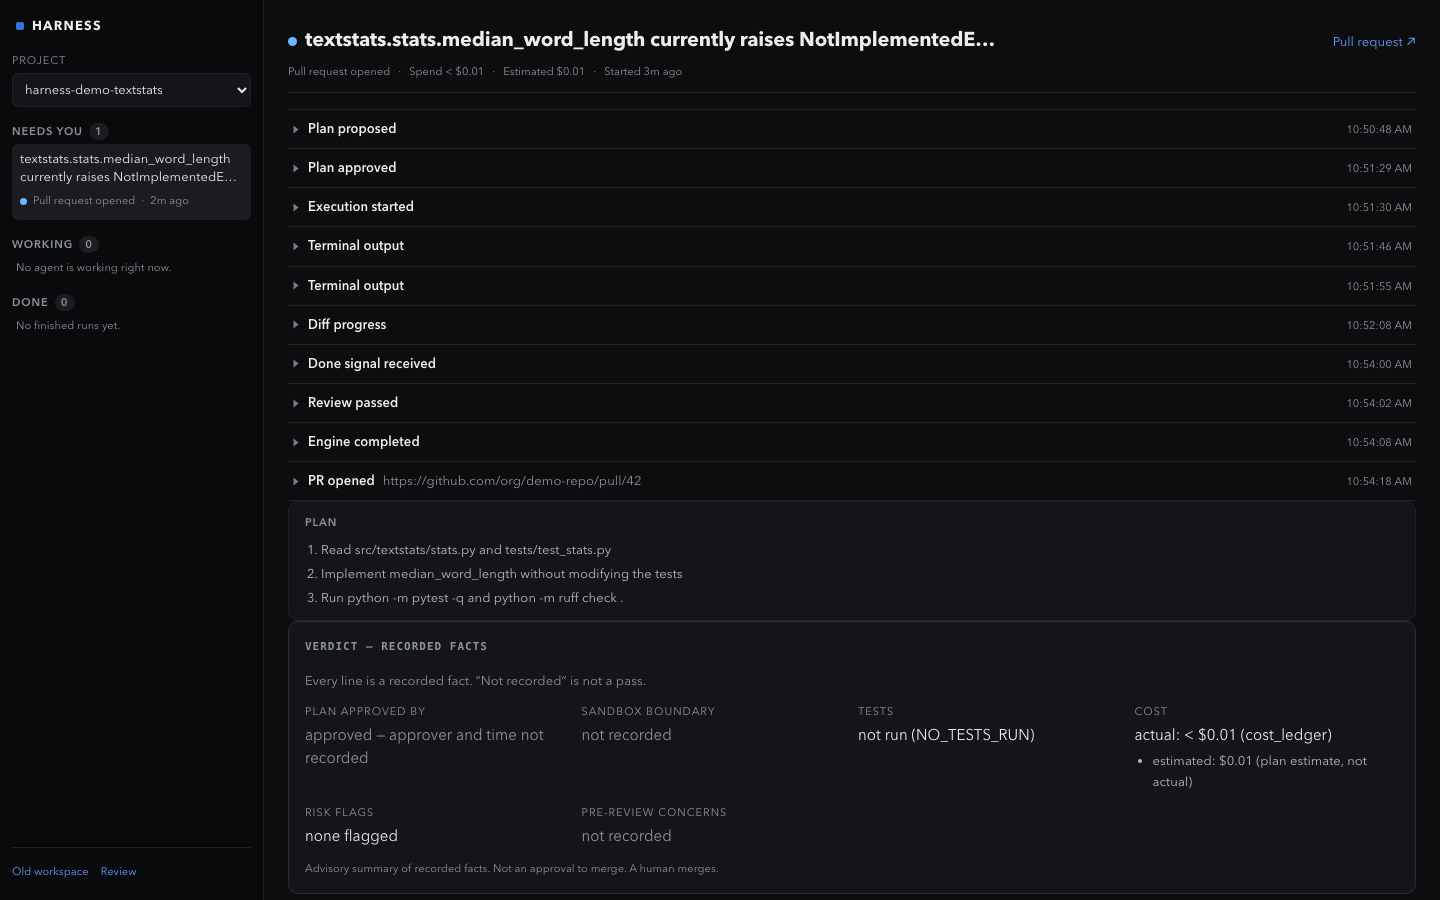 HARNESS
PROJECT
harness-demo-textstats
NEEDS YOU 1
textstats.stats.median_word_length
currently raises NotImplementedE...
Pull request opened · 2m ago
WORKING 0
No agent is working right now.
DONE 0
No finished runs yet.
Old workspace Review
textstats.stats.median_word_length currently raises NotImplementedE...
Pull request ↗
Pull request opened · Spend < $0.01 · Estimated $0.01 · Started 3m ago
Plan proposed 10:50:48 AM
Plan approved 10:51:29 AM
Execution started 10:51:30 AM
Terminal output 10:51:46 AM
Terminal output 10:51:55 AM
Diff progress 10:52:08 AM
Done signal received 10:54:00 AM
Review passed 10:54:02 AM
Engine completed 10:54:08 AM
PR opened https://github.com/org/demo-repo/pull/42 10:54:18 AM
PLAN
1. Read src/textstats/stats.py and tests/test_stats.py
2. Implement median_word_length without modifying the tests
3. Run python -m pytest -q and python -m ruff check .
VERDICT — RECORDED FACTS
Every line is a recorded fact. “Not recorded” is not a pass.
PLAN APPROVED BY
approved — approver and time not
recorded
SANDBOX BOUNDARY
not recorded
TESTS
not run (NO_TESTS_RUN)
COST
actual: < $0.01 (cost_ledger)
• estimated: $0.01 (plan estimate, not
actual)
RISK FLAGS
none flagged
PRE-REVIEW CONCERNS
not recorded
Advisory summary of recorded facts. Not an approval to merge. A human merges.